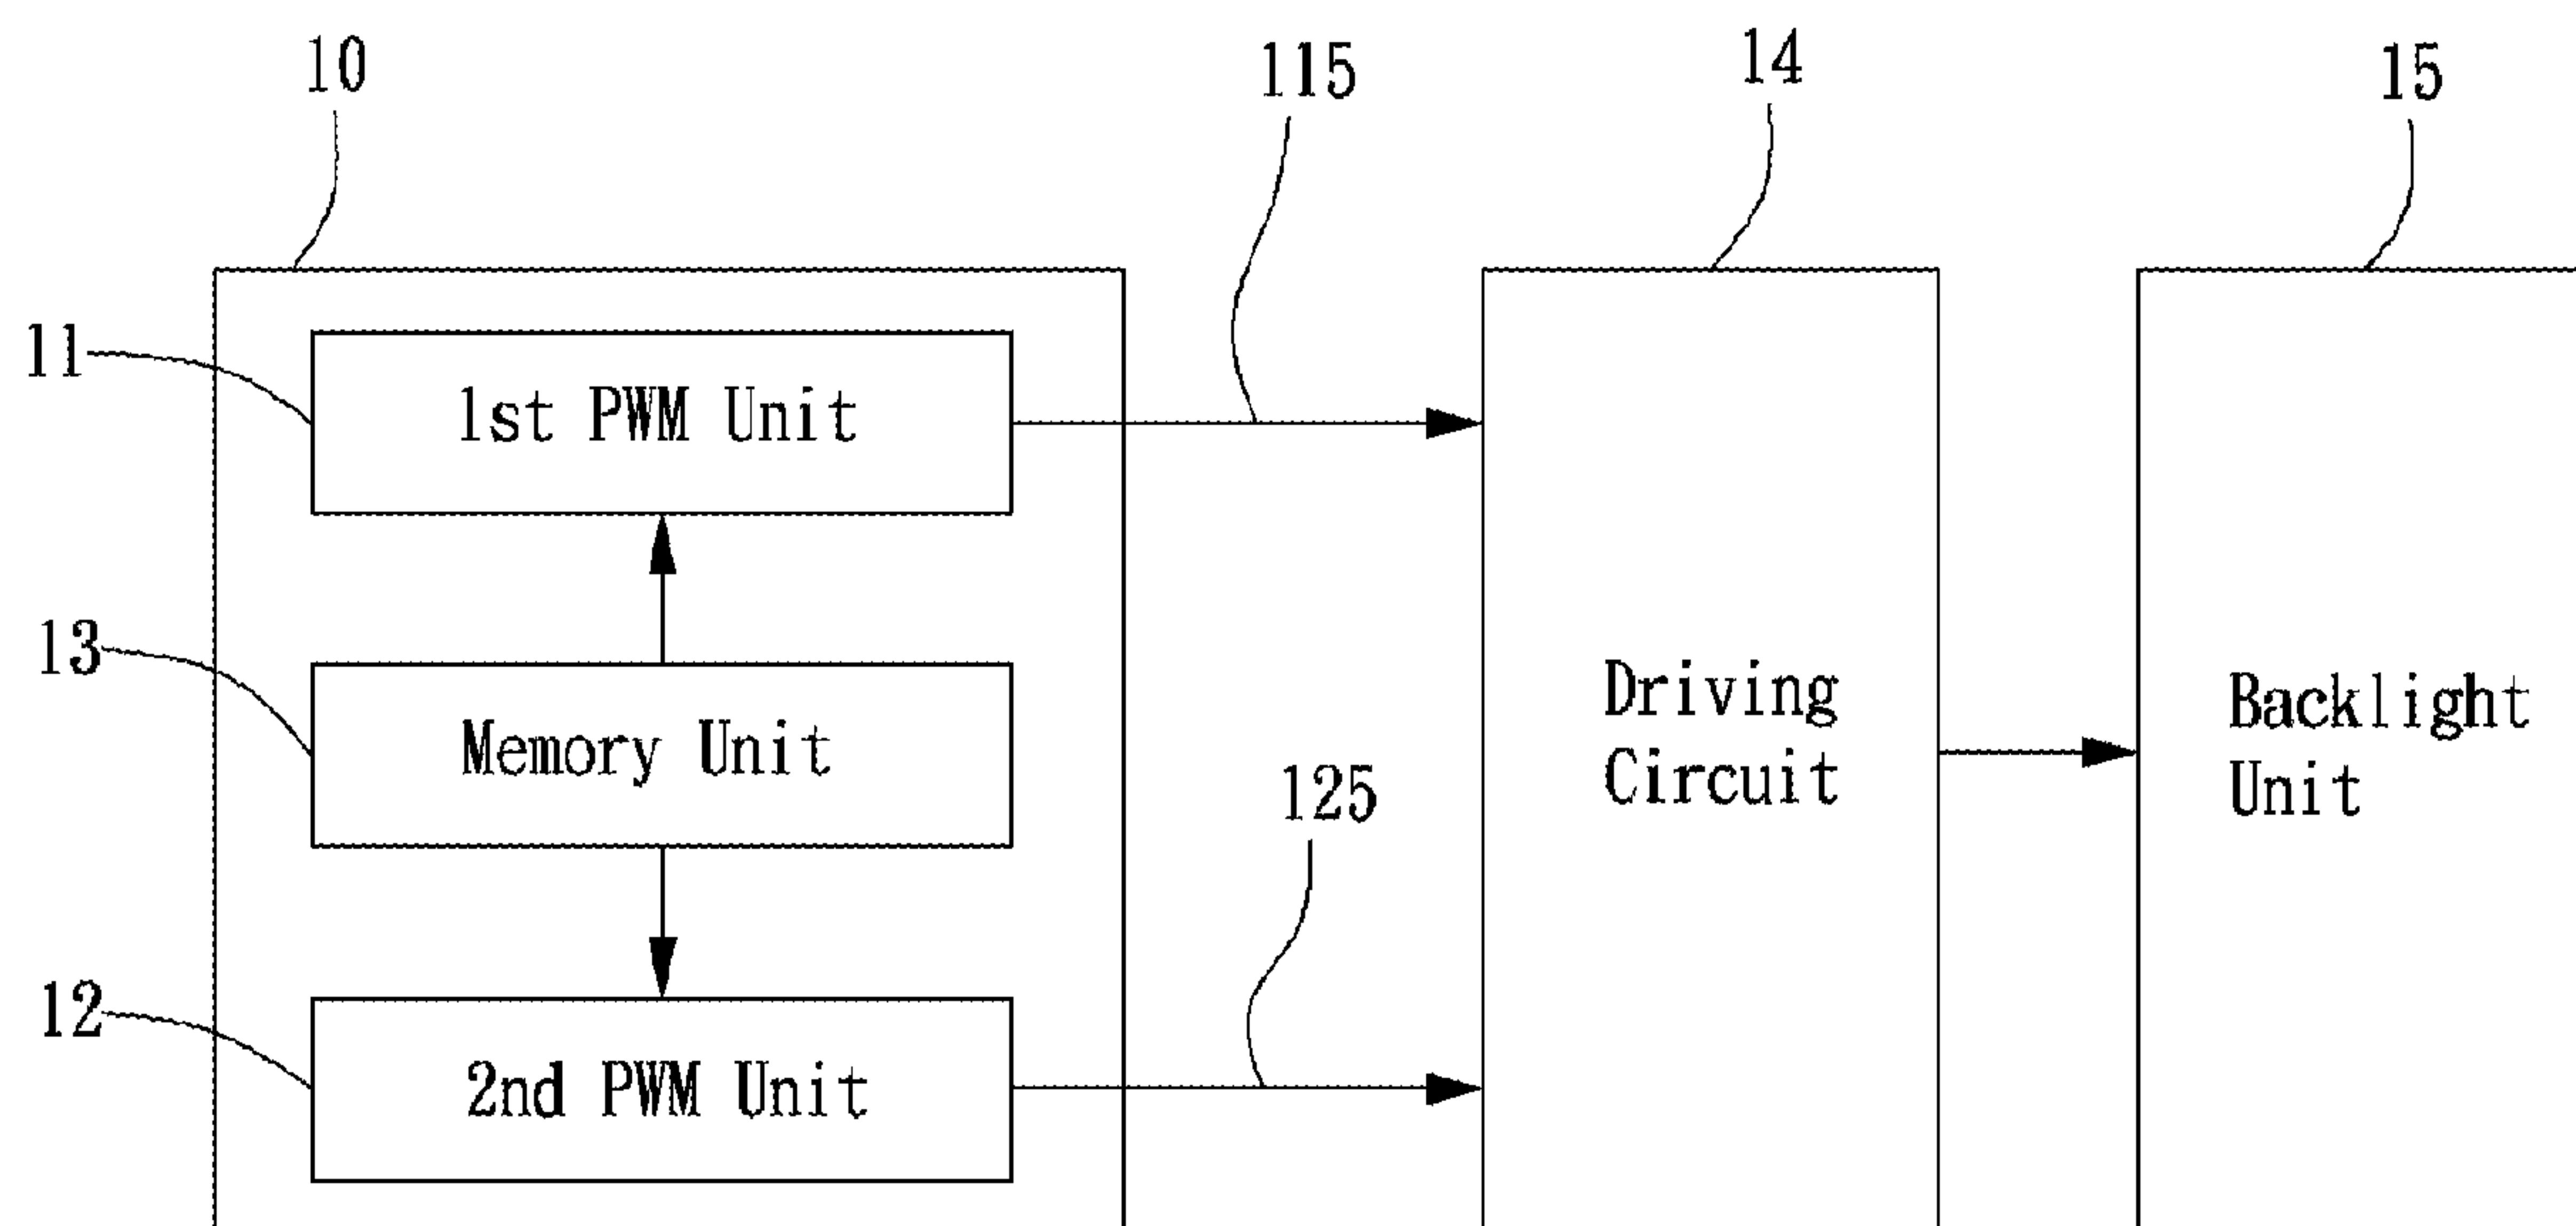 10
115
14
15
11
1st PWM Unit
13
Memory Unit
Driving
Circuit
Backlight
Unit
125
12
2nd PWM Unit